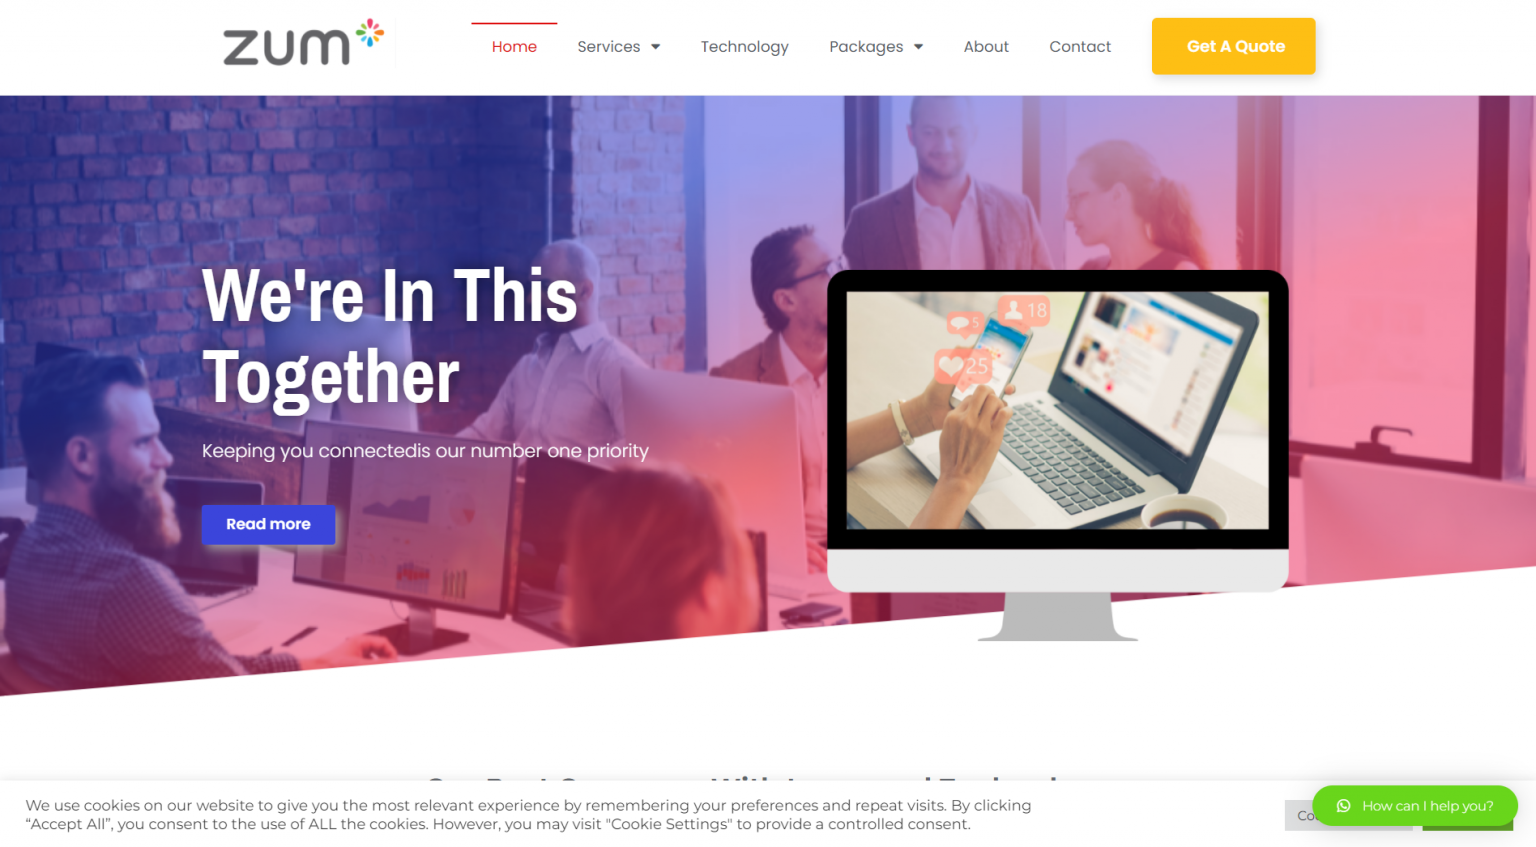 zum
Home
Services
Technology
Packages
About
Contact
Get A Quote
We're In This
Together
Keeping you connectedis our number one priority
Read more
5
18
25
We use cookies on our website to give you the most relevant experience by remembering your preferences and repeat visits. By clicking
“Accept All”, you consent to the use of ALL the cookies. However, you may visit "Cookie Settings" to provide a controlled consent.
How can I help you?